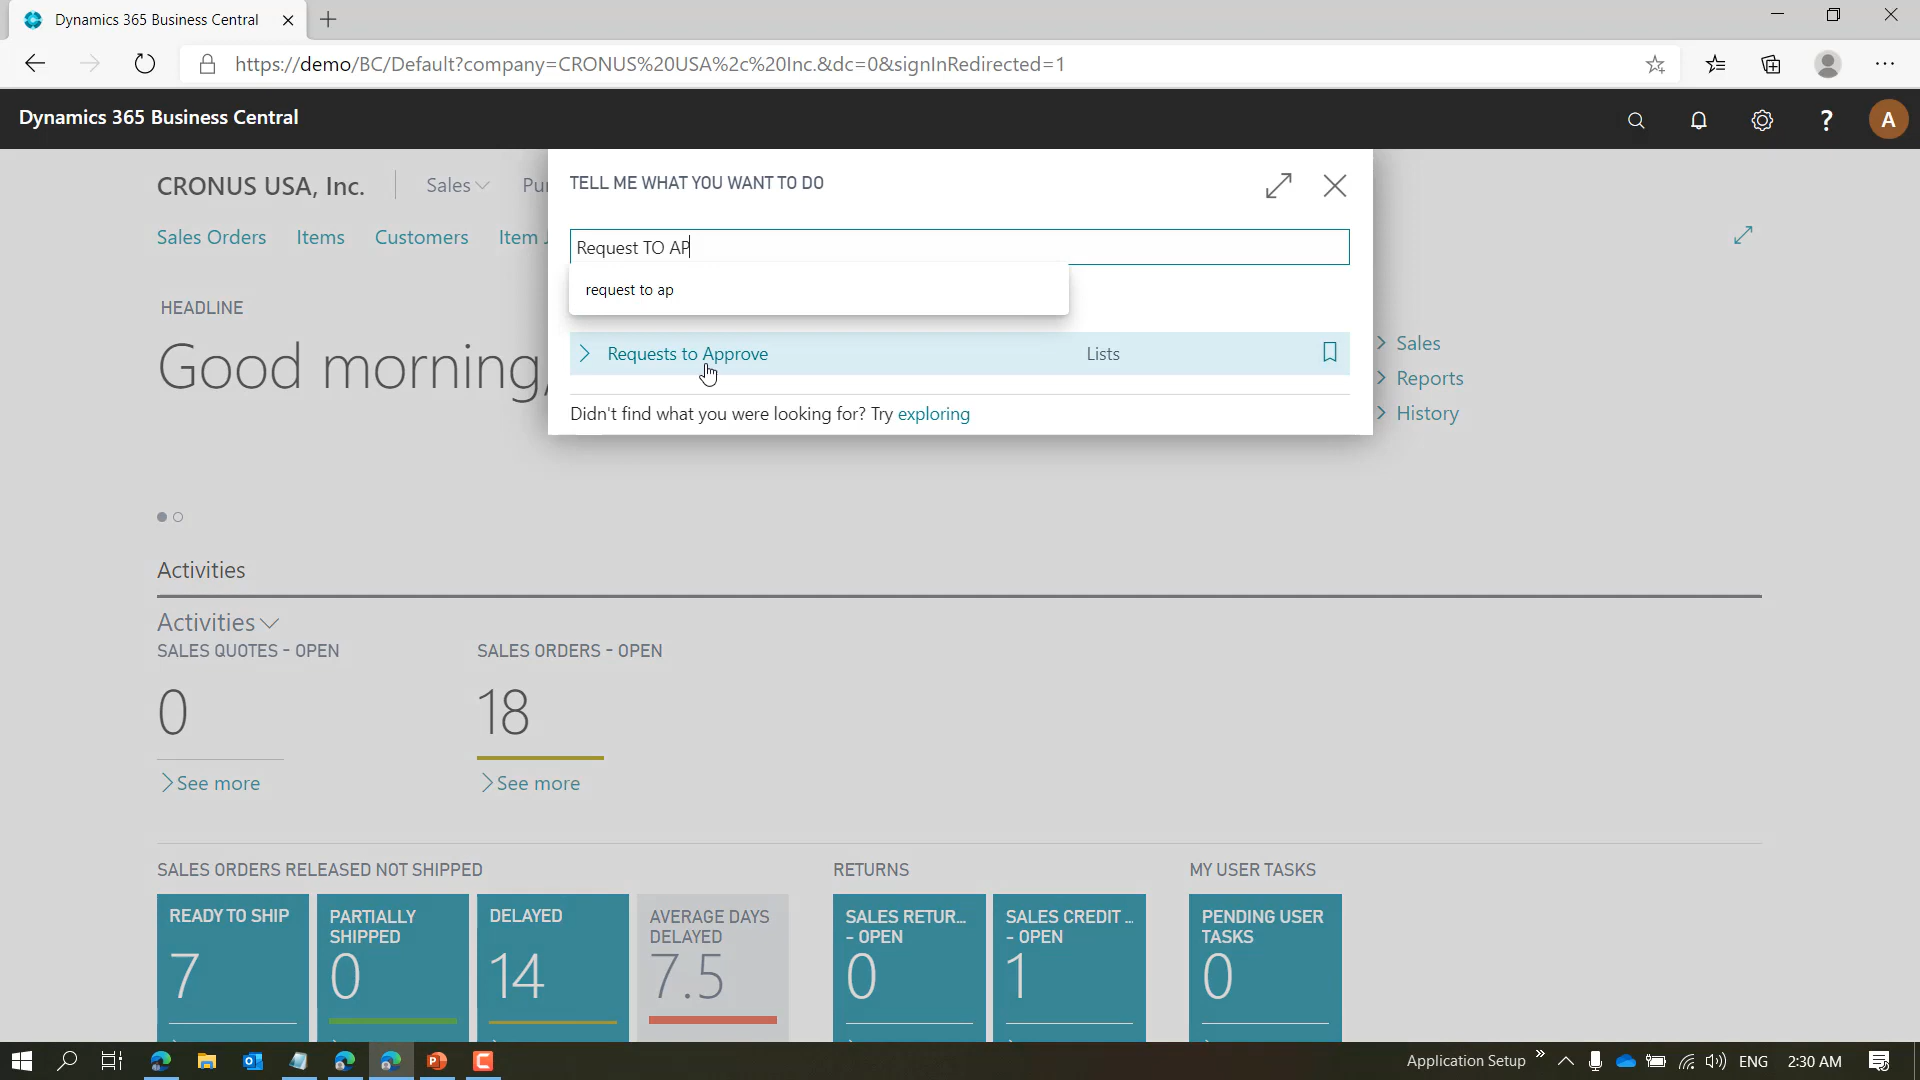 Dynamics 365 Business Central
https://demo/BC/Default?company=CRONUS%20USA%2c%20Inc.&dc=0&signInRedirected=1
Dynamics 365 Business Central
?
A
CRONUS USA, Inc.
Sales
Pu
Sales Orders
Items
Customers
Item J
TELL ME WHAT YOU WANT TO DO
Request TO AP
request to ap
Requests to Approve
Lists
Didn't find what you were looking for? Try exploring
HEADLINE
Good morning,
Sales
Reports
History
Activities
Activities
SALES QUOTES - OPEN
0
See more
SALES ORDERS - OPEN
18
See more
SALES ORDERS RELEASED NOT SHIPPED
READY TO SHIP
7
PARTIALLY
SHIPPED
0
DELAYED
14
AVERAGE DAYS
DELAYED
7.5
RETURNS
SALES RETUR...
- OPEN
0
SALES CREDIT ...
- OPEN
1
MY USER TASKS
PENDING USER
TASKS
0
Application Setup
ENG
2:30 AM